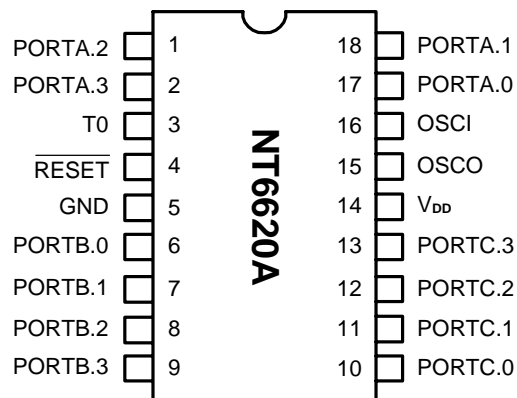 PORTA.2 1 18 PORTA.1
PORTA.3 2 17 PORTA.0
T0 3 16 OSCI
RESET 4 15 OSCO
GND 5 14 VDD
PORTB.0 6 13 PORTC.3
PORTB.1 7 12 PORTC.2
PORTB.2 8 11 PORTC.1
PORTB.3 9 10 PORTC.0
NT6620A